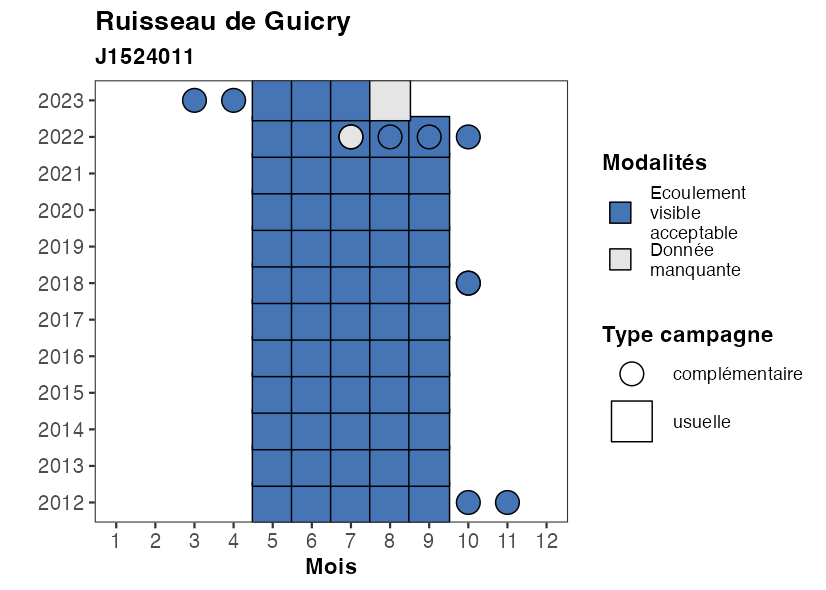 Ruisseau de Guicry
J1524011
2023
2022
2021
2020
2019
2018
2017
2016
2015
2014
2013
2012
1 2 3 4 5 6 7 8 9 10 11 12
Mois
Modalités
Ecoulement
visible
acceptable
Donnée
manquante
Type campagne
complémentaire
usuelle